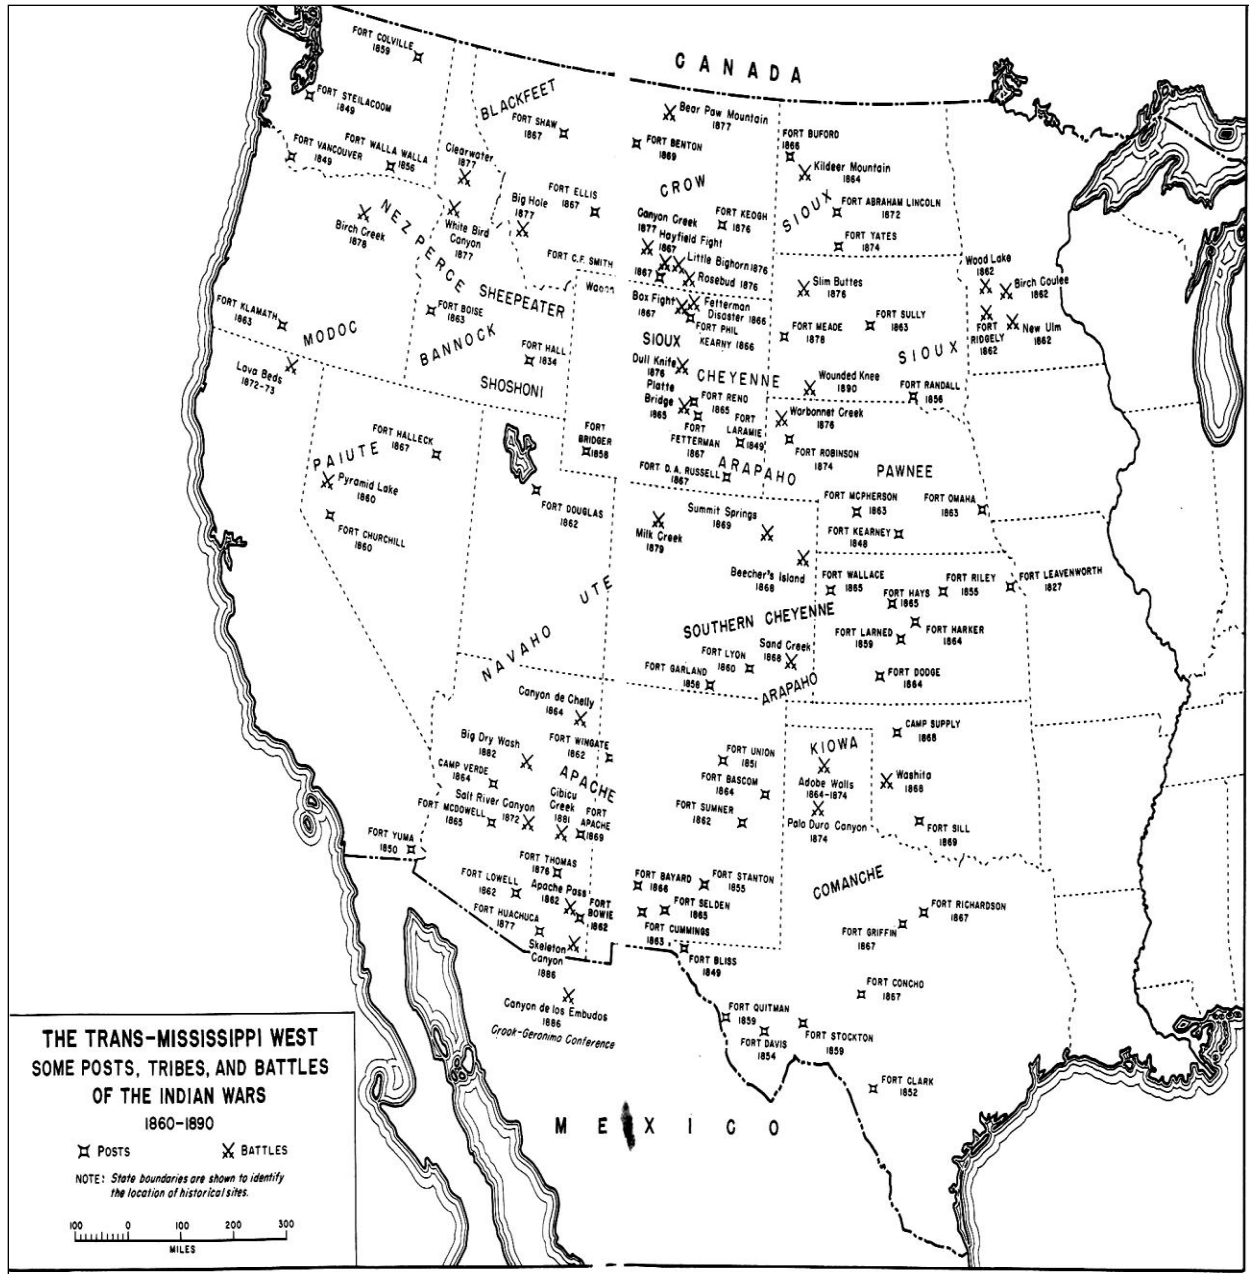 CANADA
FORT COLVILLE
1859
FORT STEILACOOM
1849
FORT VANCOUVER
1849
FORT WALLA WALLA
1856
BLACKFEET
FORT SHAW
1867
Clearwater
1877
Bear Paw Mountain
1877
FORT BENTON
1869
FORT BUFORD
1866
Kildeer Mountain
1864
CROW
SIOUX
FORT ABRAHAM LINCOLN
1872
FORT YATES
1874
FORT ELLIS
1867
Big Hole
1877
NEZ PERCE
Birch Creek
1878
White Bird
Canyon
1877
Canyon Creek
1877
FORT KEOGH
1876
Hayfield Fight
1867
Little Bighorn 1876
Rosebud 1876
FORT C.F. SMITH
1867
Wagon
Box Fight
1867
Fetterman
Disaster 1866
FORT PHIL
KEARNY 1866
SHEEPEATER
FORT BOISE
1863
BANNOCK
FORT HALL
1834
SHOSHONI
FORT KLAMATH
1863
MODOC
Lava Beds
1872-73
Slim Buttes
1876
FORT SULLY
1863
FORT MEADE
1878
SIOUX
Wood Lake
1862
Birch Coulee
1862
FORT
RIDGELY
1862
New Ulm
1862
SIOUX
Dull Knife
1876
CHEYENNE
Platte
Bridge
1865
FORT RENO
1865
FORT
FETTERMAN
1867
FORT
LARAMIE
1849
Wounded Knee
1890
FORT RANDALL
1856
Warbonnet Creek
1876
FORT ROBINSON
1874
PAWNEE
FORT
BRIDGER
1858
FORT D. A. RUSSELL
1867
ARAPAHO
FORT HALLECK
1867
PAIUTE
Pyramid Lake
1860
FORT CHURCHILL
1860
FORT DOUGLAS
1862
FORT MCPHERSON
1863
FORT OMAHA
1863
FORT KEARNEY
1848
Summit Springs
1869
Milk Creek
1879
Beecher's Island
1868
FORT WALLACE
1865
FORT HAYS
1865
FORT RILEY
1855
FORT LEAVENWORTH
1827
UTE
NAVAHO
SOUTHERN CHEYENNE
FORT LARNED
1859
FORT HARKER
1864
FORT LYON
1860
Sand Creek
1868
FORT GARLAND
1858
ARAPAHO
FORT DODGE
1864
Canyon de Chelly
1864
Big Dry Wash
1882
FORT WINGATE
1862
CAMP VERDE
1864
APACHE
Salt River Canyon
1872
Cibicu
Creek
1881
FORT
APACHE
1869
FORT MCDOWELL
1865
FORT YUMA
1850
FORT UNION
1851
FORT BASCOM
1864
FORT SUMNER
1862
KIOWA
Adobe Walls
1864-1874
Palo Duro Canyon
1874
CAMP SUPPLY
1868
Washita
1868
FORT SILL
1869
FORT THOMAS
1876
FORT LOWELL
1862
Apache Pass
1862
FORT
BOWIE
1862
FORT HUACHUCA
1877
Skeleton
Canyon
1886
FORT BAYARD
1866
FORT STANTON
1855
FORT SELDEN
1865
FORT CUMMINGS
1863
FORT BLISS
1849
COMANCHE
FORT RICHARDSON
1867
FORT GRIFFIN
1867
FORT CONCHO
1867
Canyon de los Embudos
1886
Crook-Geronimo Conference
FORT QUITMAN
1859
FORT DAVIS
1854
FORT STOCKTON
1859
FORT CLARK
1852
MEXICO
THE TRANS-MISSISSIPPI WEST
SOME POSTS, TRIBES, AND BATTLES
OF THE INDIAN WARS
1860-1890
POSTS BATTLES
NOTE: State boundaries are shown to identify
the location of historical sites.
100 0 100 200 300
MILES